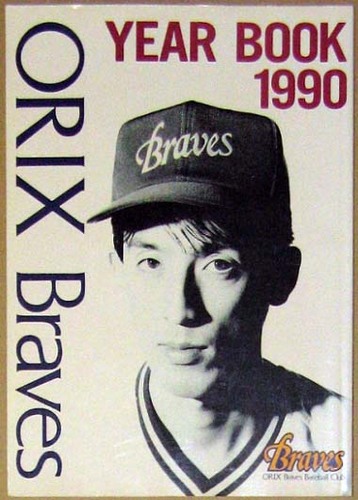 YEAR BOOK
1990
ORIX Braves
Braves
Braves
ORIX Braves Baseball Club